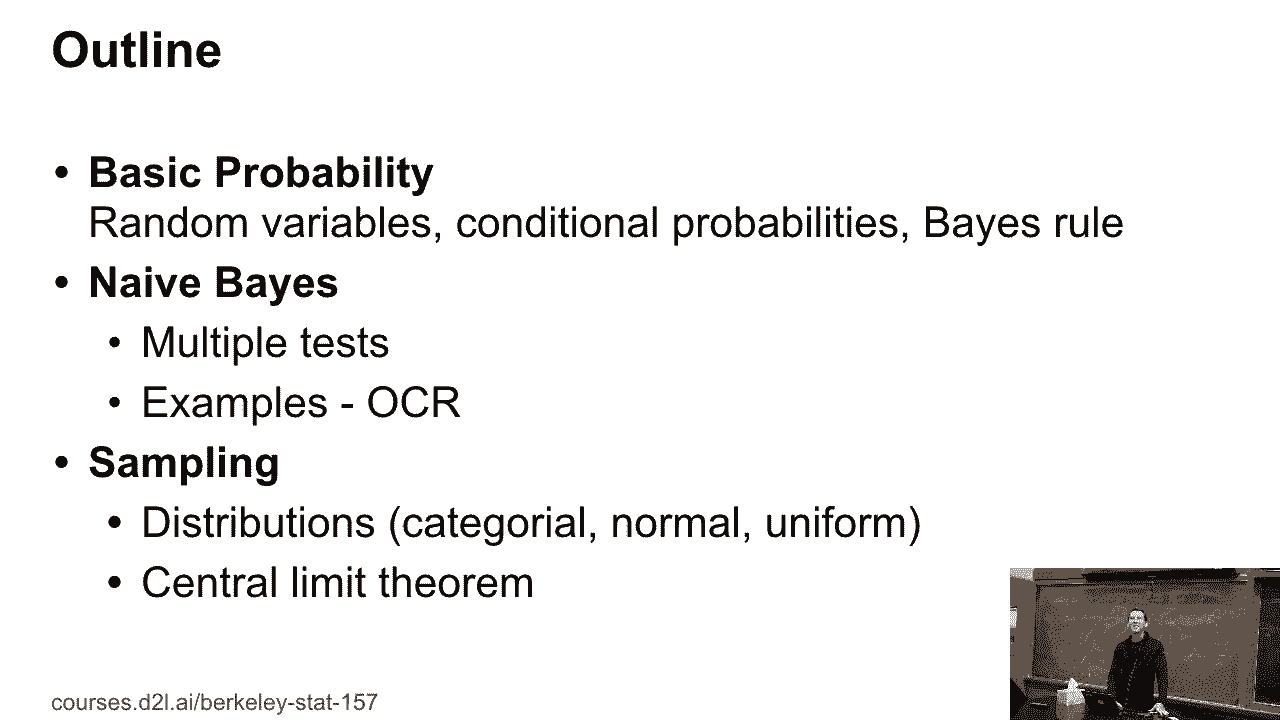 Outline
• Basic Probability
Random variables, conditional probabilities, Bayes rule
• Naive Bayes
• Multiple tests
• Examples - OCR
• Sampling
• Distributions (categorial, normal, uniform)
• Central limit theorem
courses.d2l.ai/berkeley-stat-157